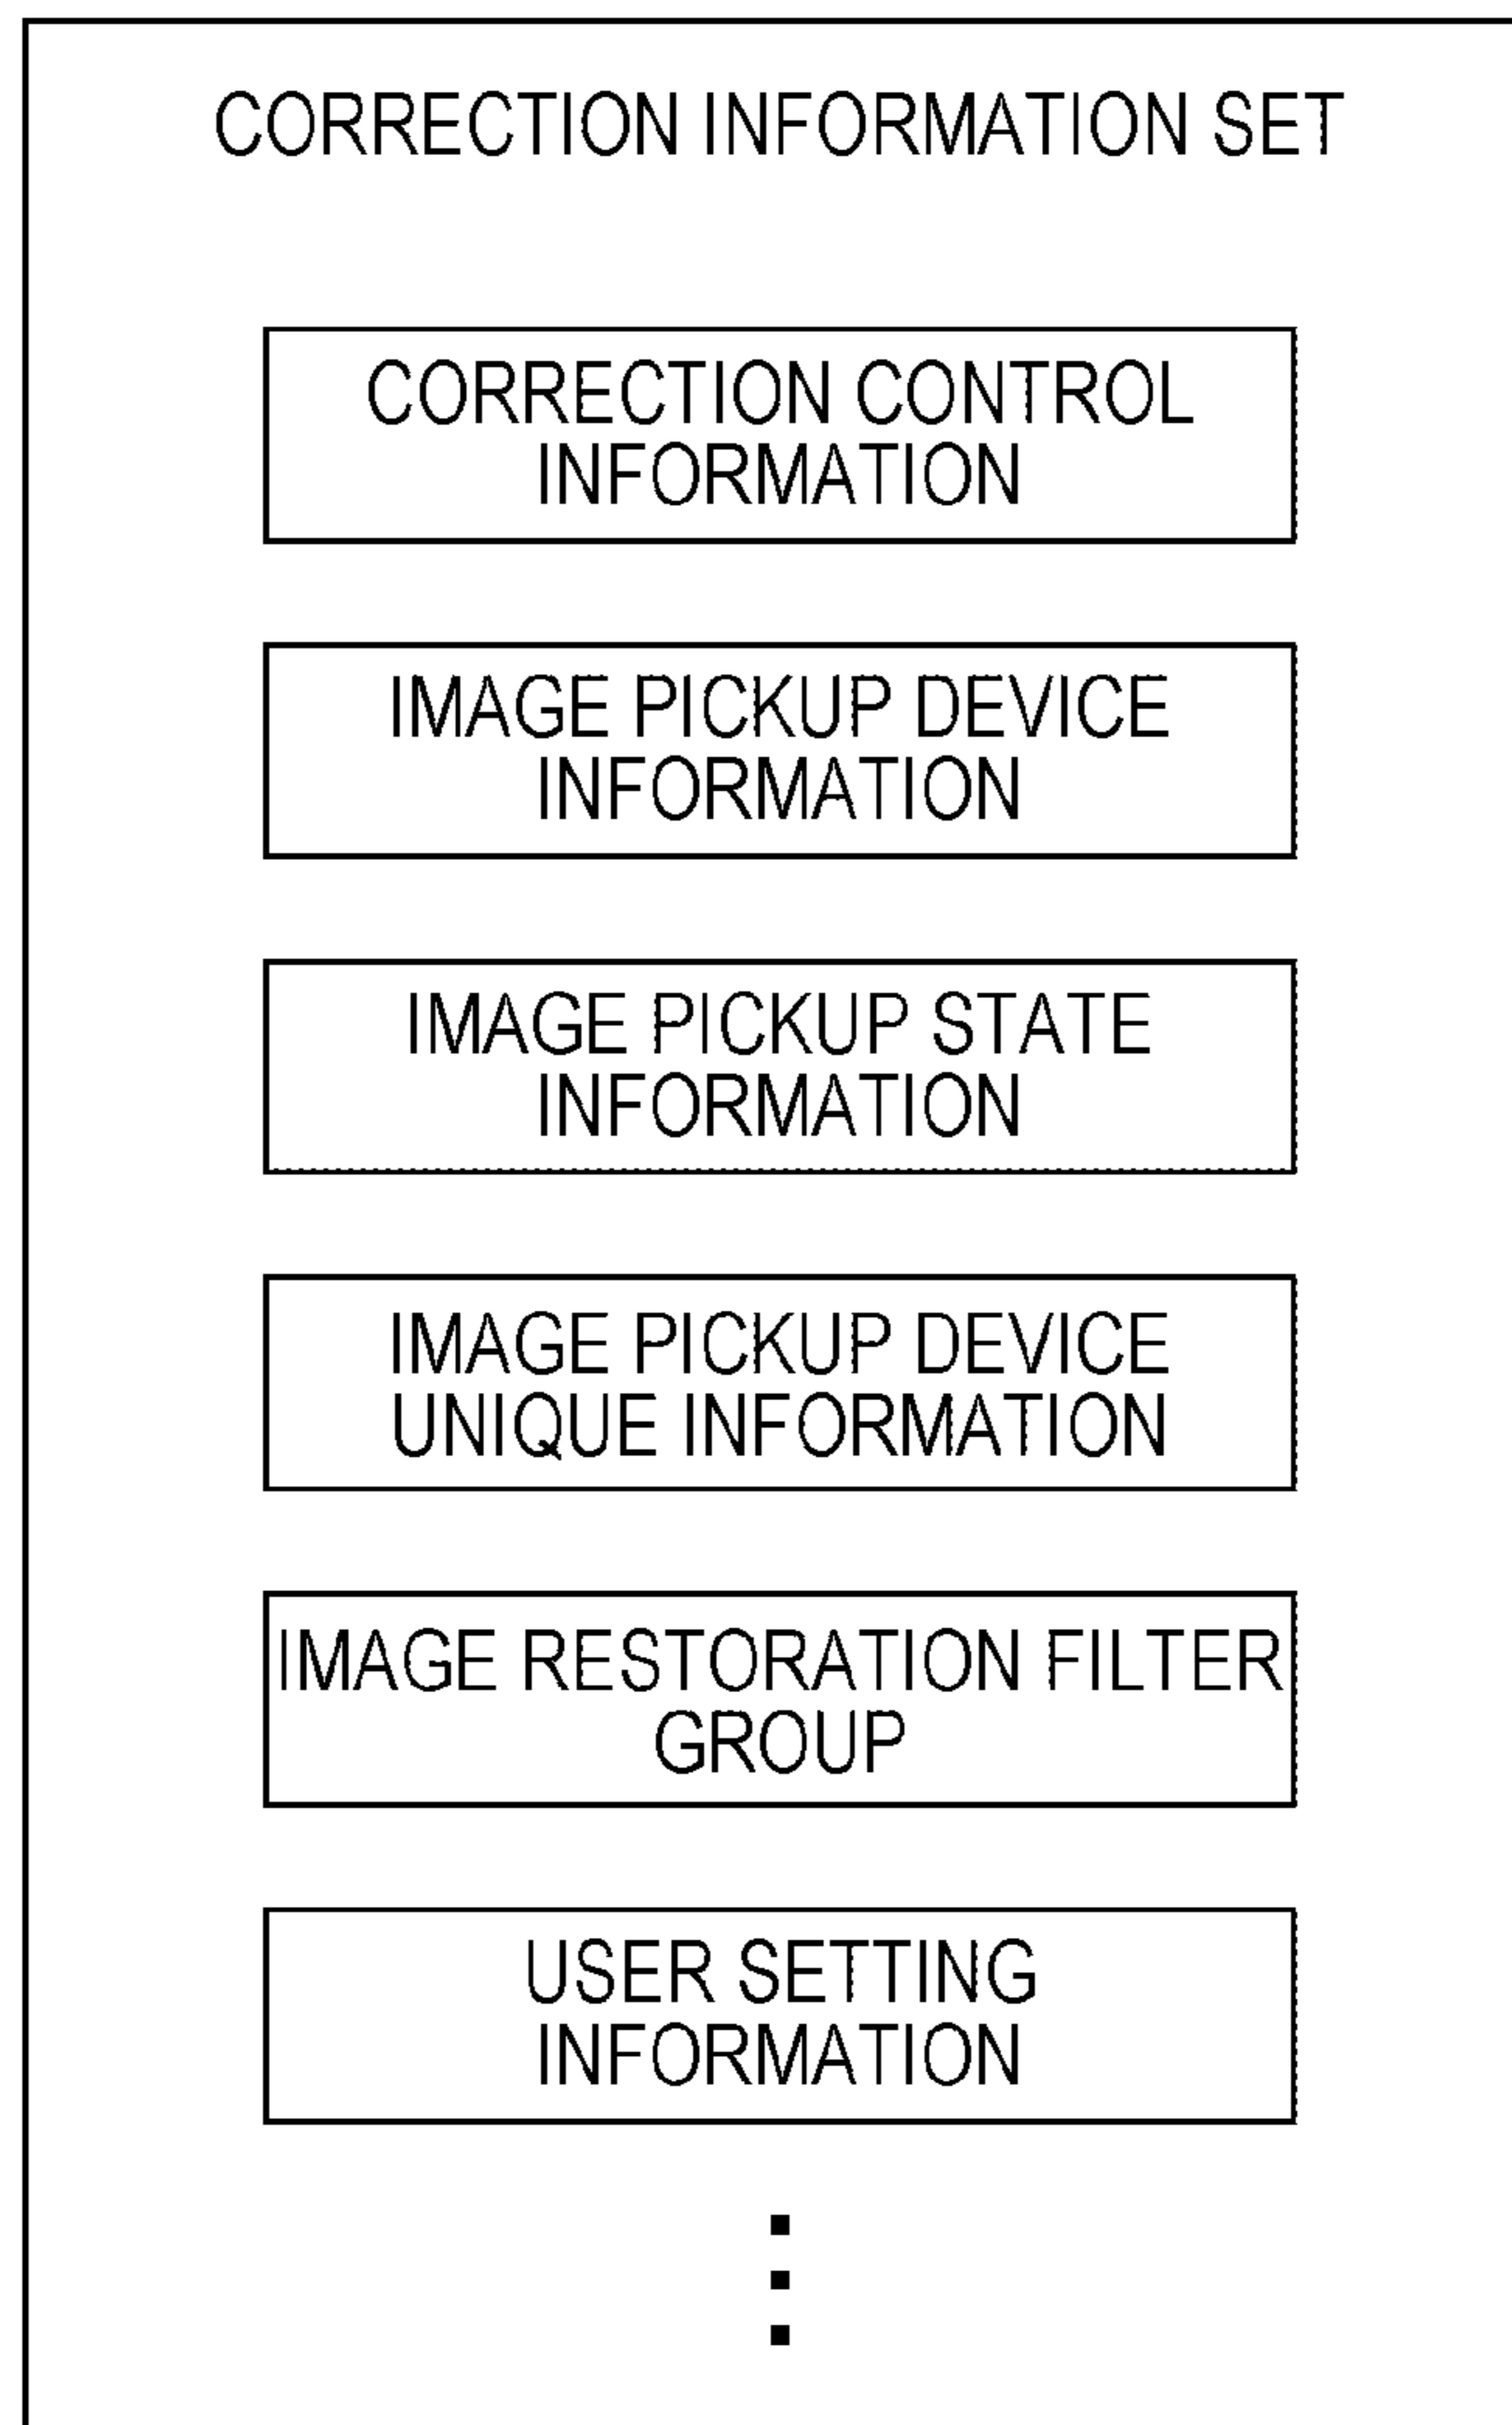 CORRECTION INFORMATION SET
CORRECTION CONTROL
INFORMATION
IMAGE PICKUP DEVICE
INFORMATION
IMAGE PICKUP STATE
INFORMATION
IMAGE PICKUP DEVICE
UNIQUE INFORMATION
IMAGE RESTORATION FILTER
GROUP
USER SETTING
INFORMATION